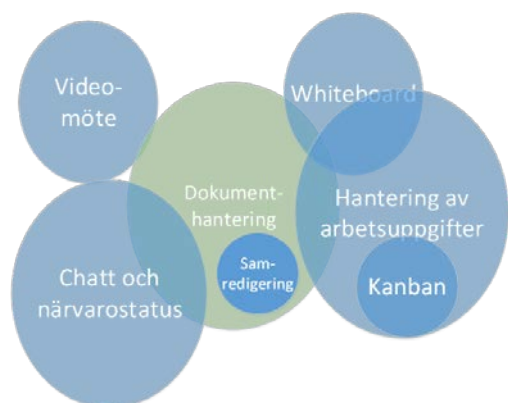 Video-
möte
Whiteboard
Dokument-
hantering
Hantering av
arbetsuppgifter
Sam-
redigering
Kanban
Chatt och
närvarostatus